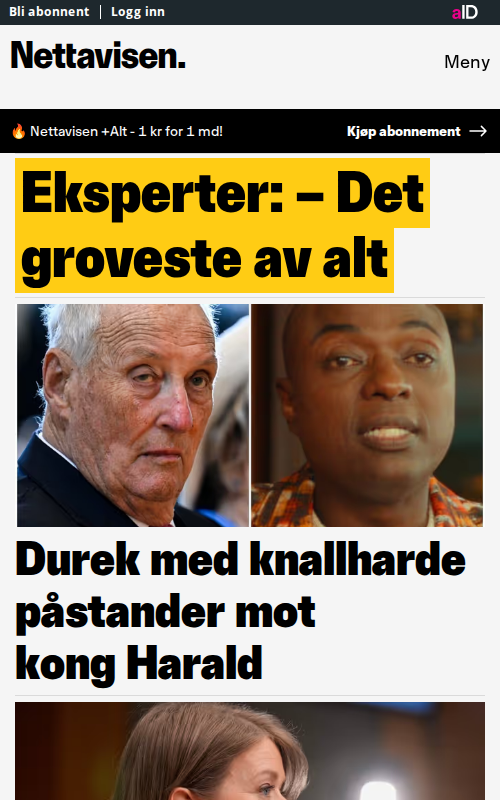 Bli abonnent | Logg inn
aID
Nettavisen.
Meny
🔥 Nettavisen +Alt - 1 kr for 1 md!
Kjøp abonnement →
Eksperter: – Det
groveste av alt
Durek med knallharde
påstander mot
kong Harald